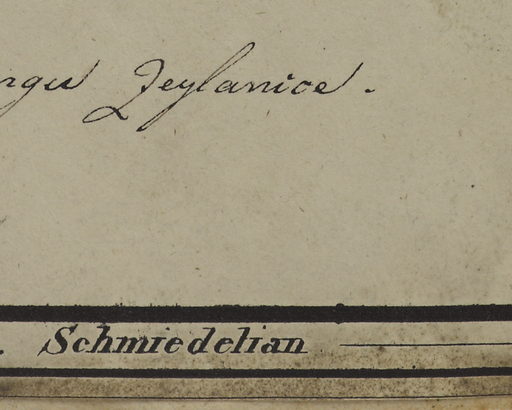 Zeylanice.
. Schmiedelian